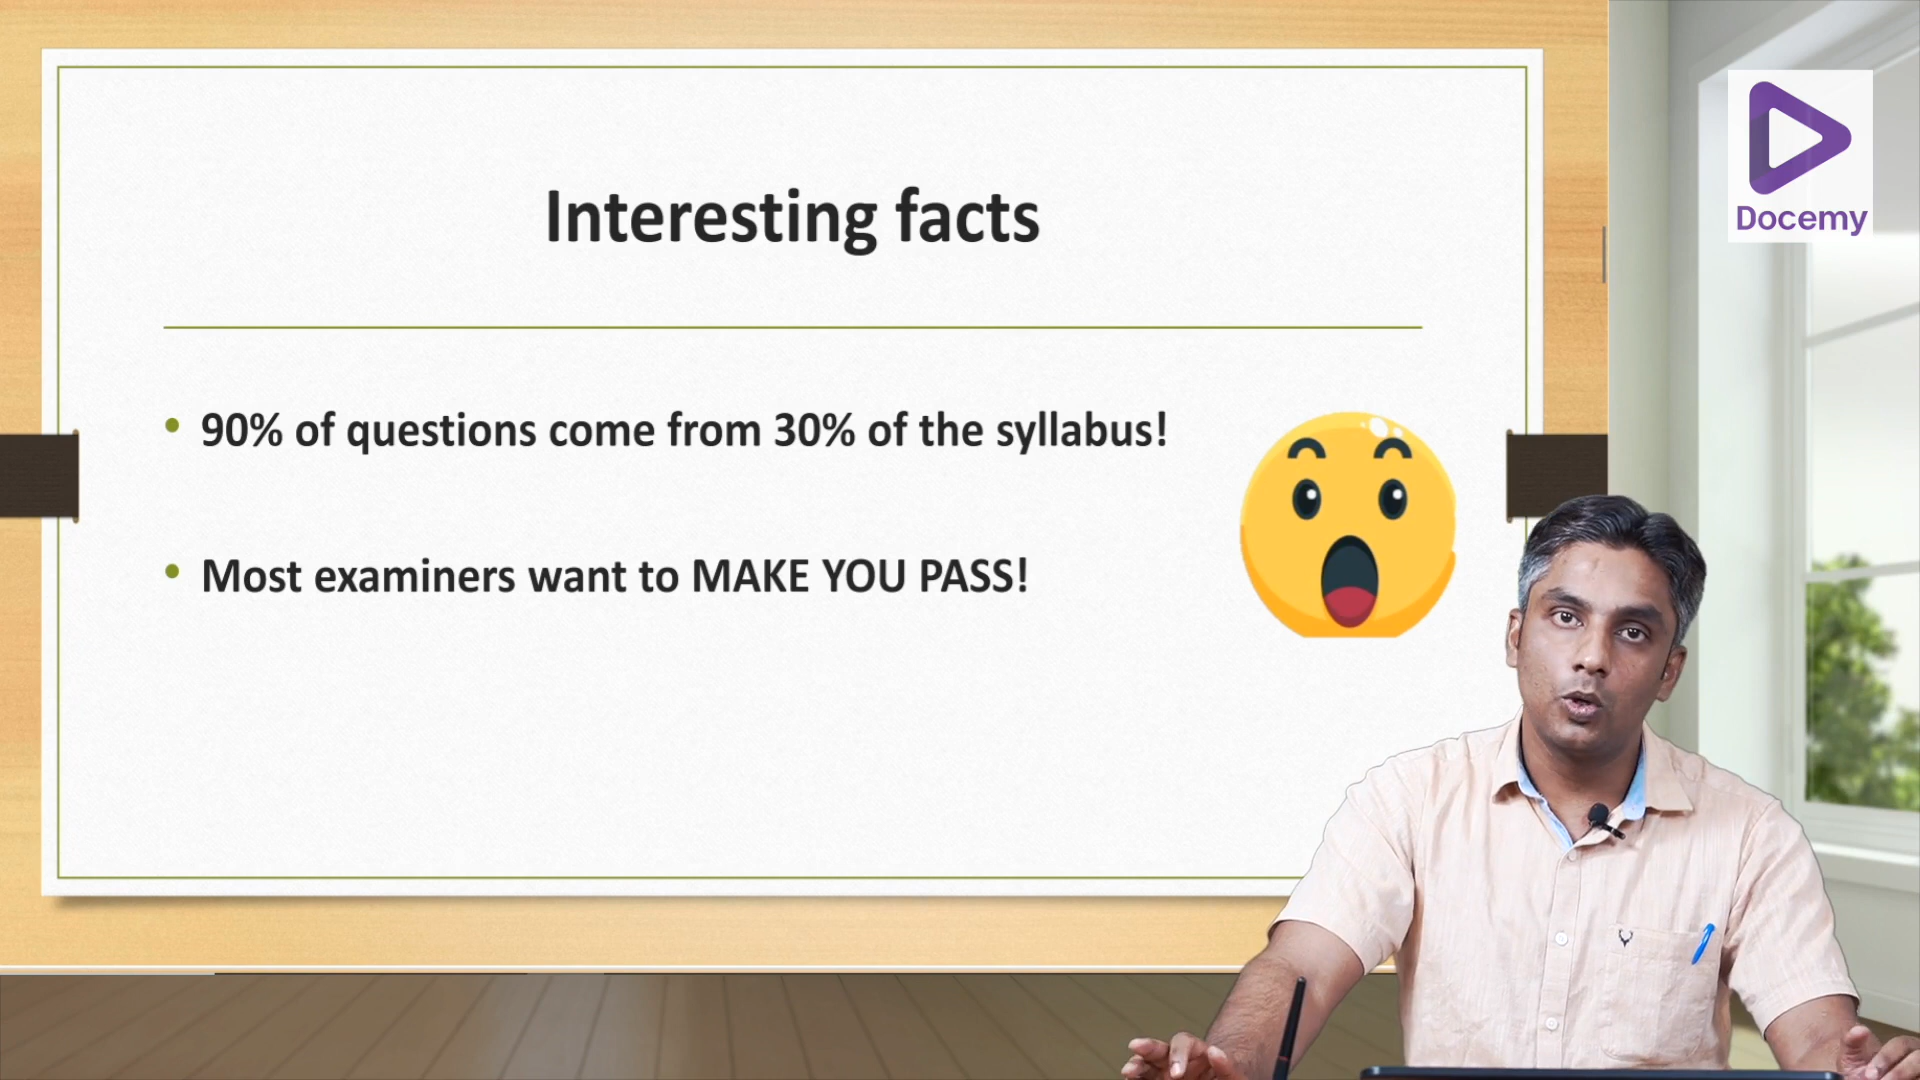 Interesting facts
90% of questions come from 30% of the syllabus!
Most examiners want to MAKE YOU PASS!
Docemy